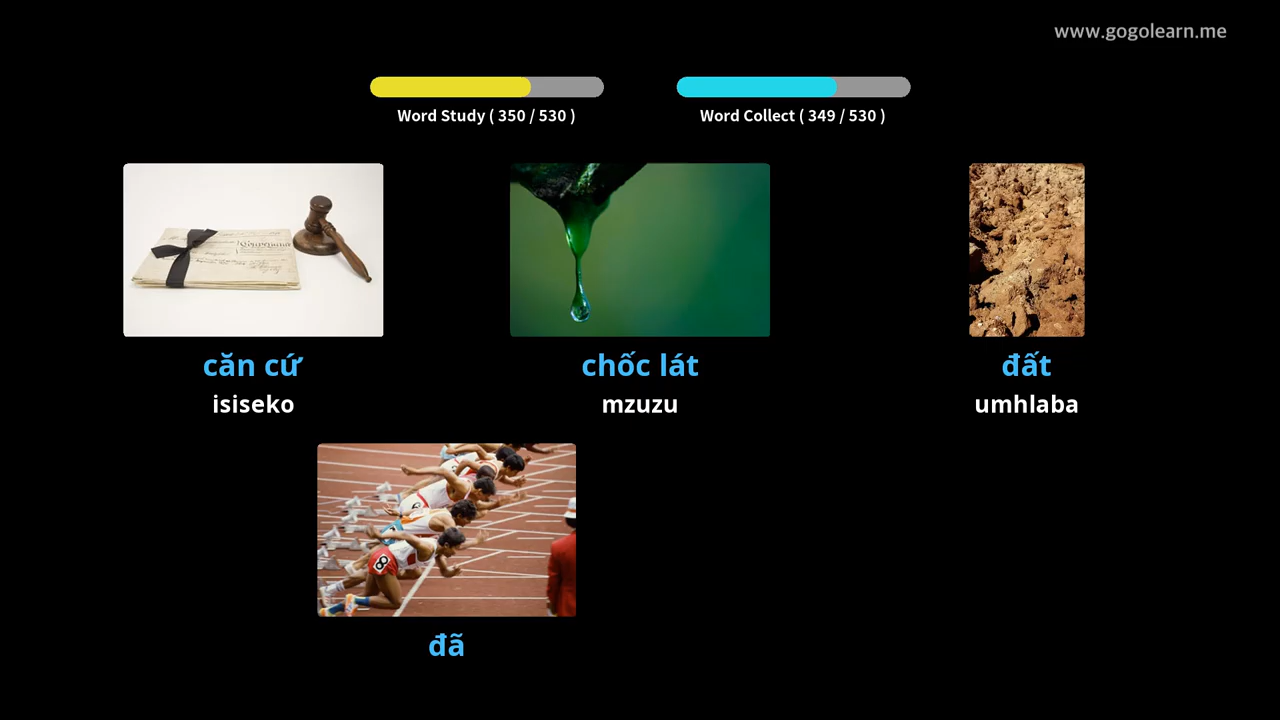 www.gogolearn.me
Word Study ( 350 / 530 )
Word Collect ( 349 / 530 )
căn cứ
isiseko
chốc lát
mzuzu
đất
umhlaba
đã